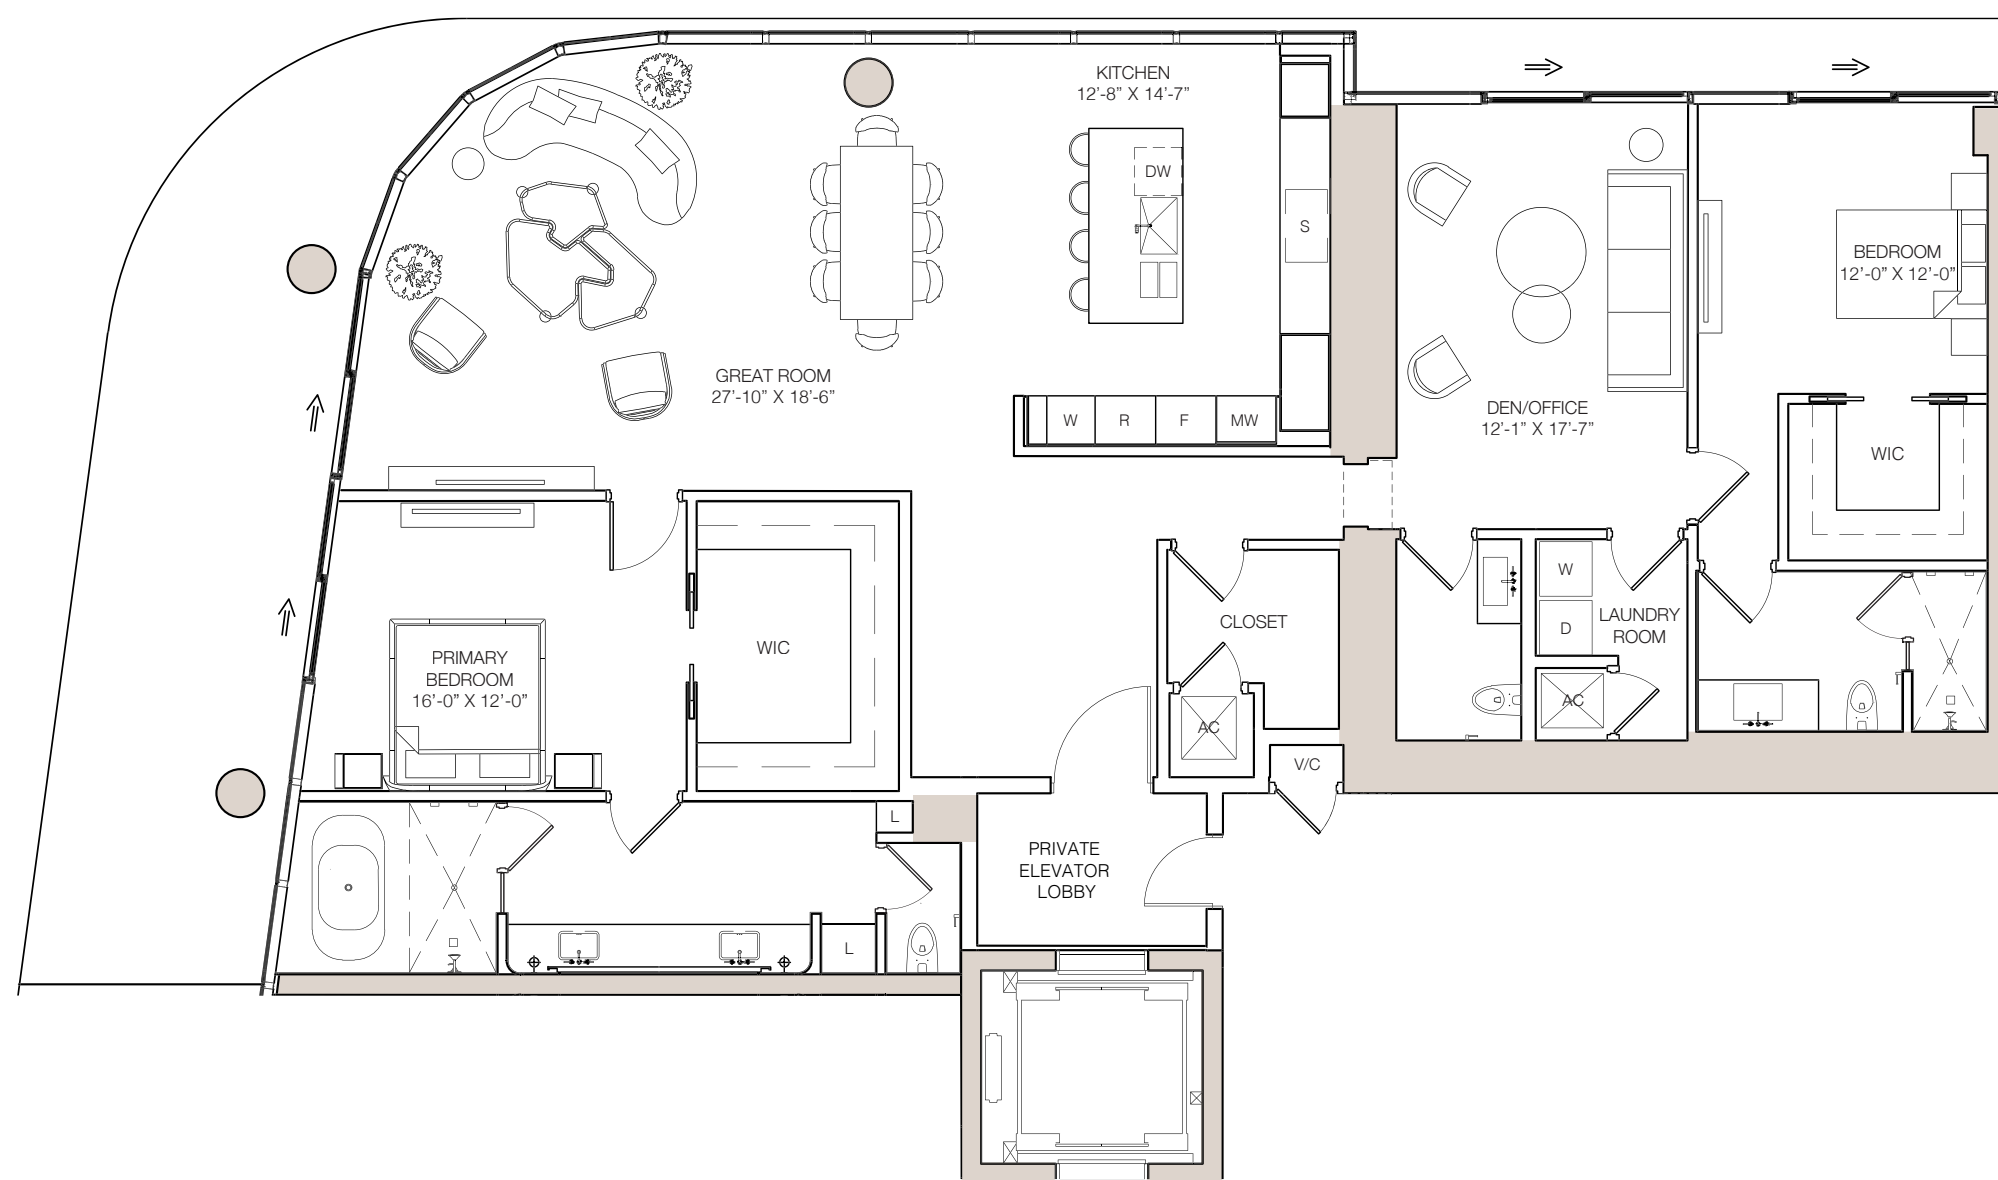 KITCHEN
12'-8” X 14'-7”
DW
S
BEDROOM
12'-0” X 12'-0”
GREAT ROOM
27'-10” X 18'-6”
W
R
F
MW
DEN/OFFICE
12'-1” X 17'-7”
WIC
W
D
LAUNDRY
ROOM
CLOSET
WIC
PRIMARY
BEDROOM
16'-0” X 12'-0”
AC
AC
V/C
L
PRIVATE
ELEVATOR
LOBBY
L